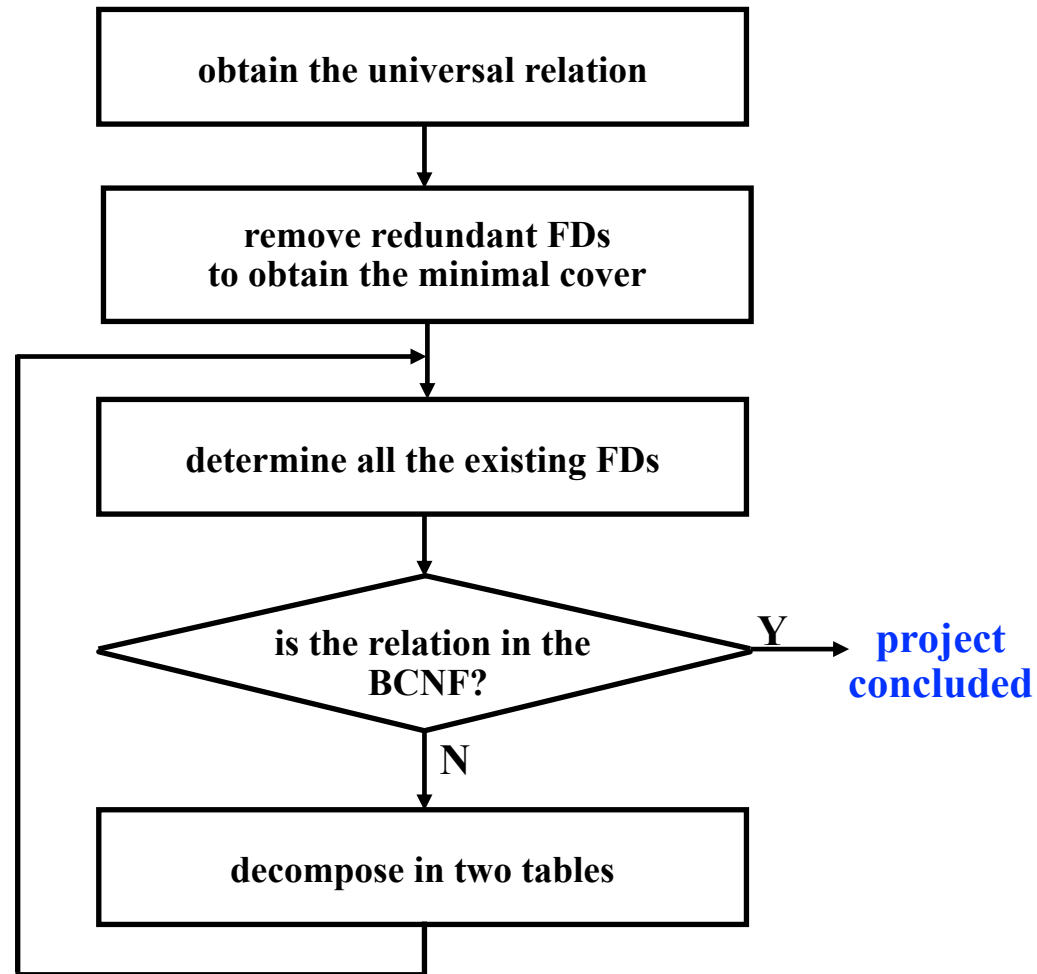 obtain the universal relation
remove redundant FDs
to obtain the minimal cover
determine all the existing FDs
is the relation in the
BCNF?
Y
project
concluded
N
decompose in two tables